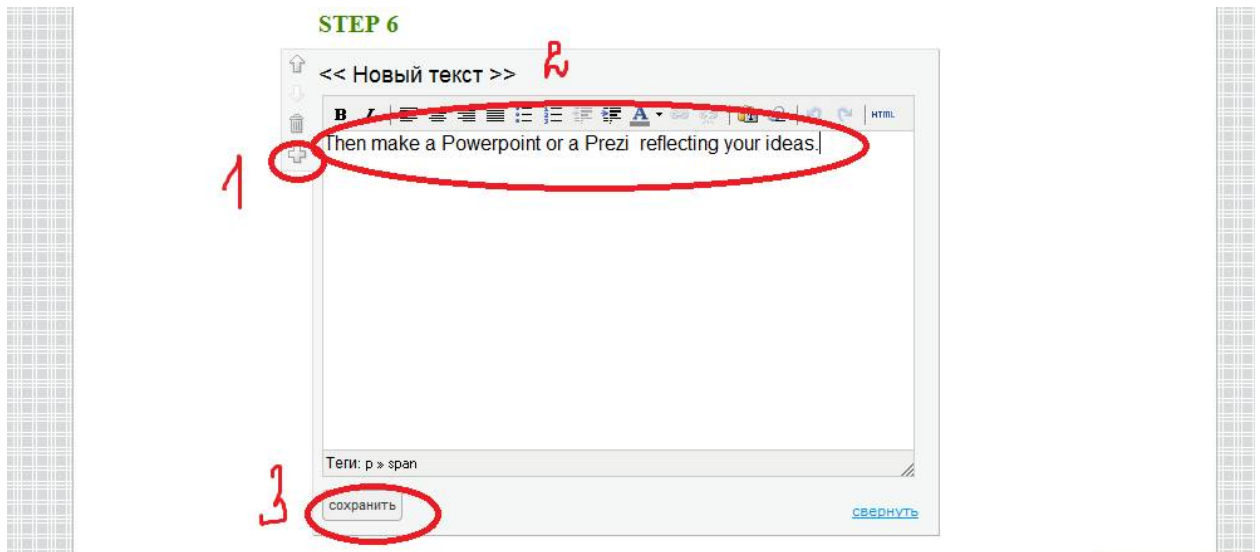 STEP 6
2
<< Новый текст >>
B I A HTML
Then make a Powerpoint or a Prezi reflecting your ideas.
1
Теги: p » span
3
сохранить
свернуть